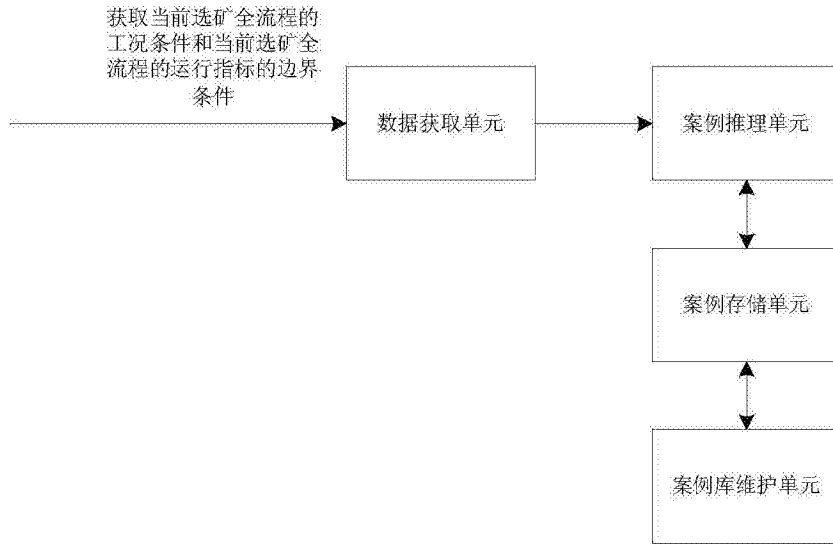 获取当前选矿全流程的
工况条件和当前选矿全
流程的运行指标的边界
条件
数据获取单元
案例推理单元
案例存储单元
案例库维护单元